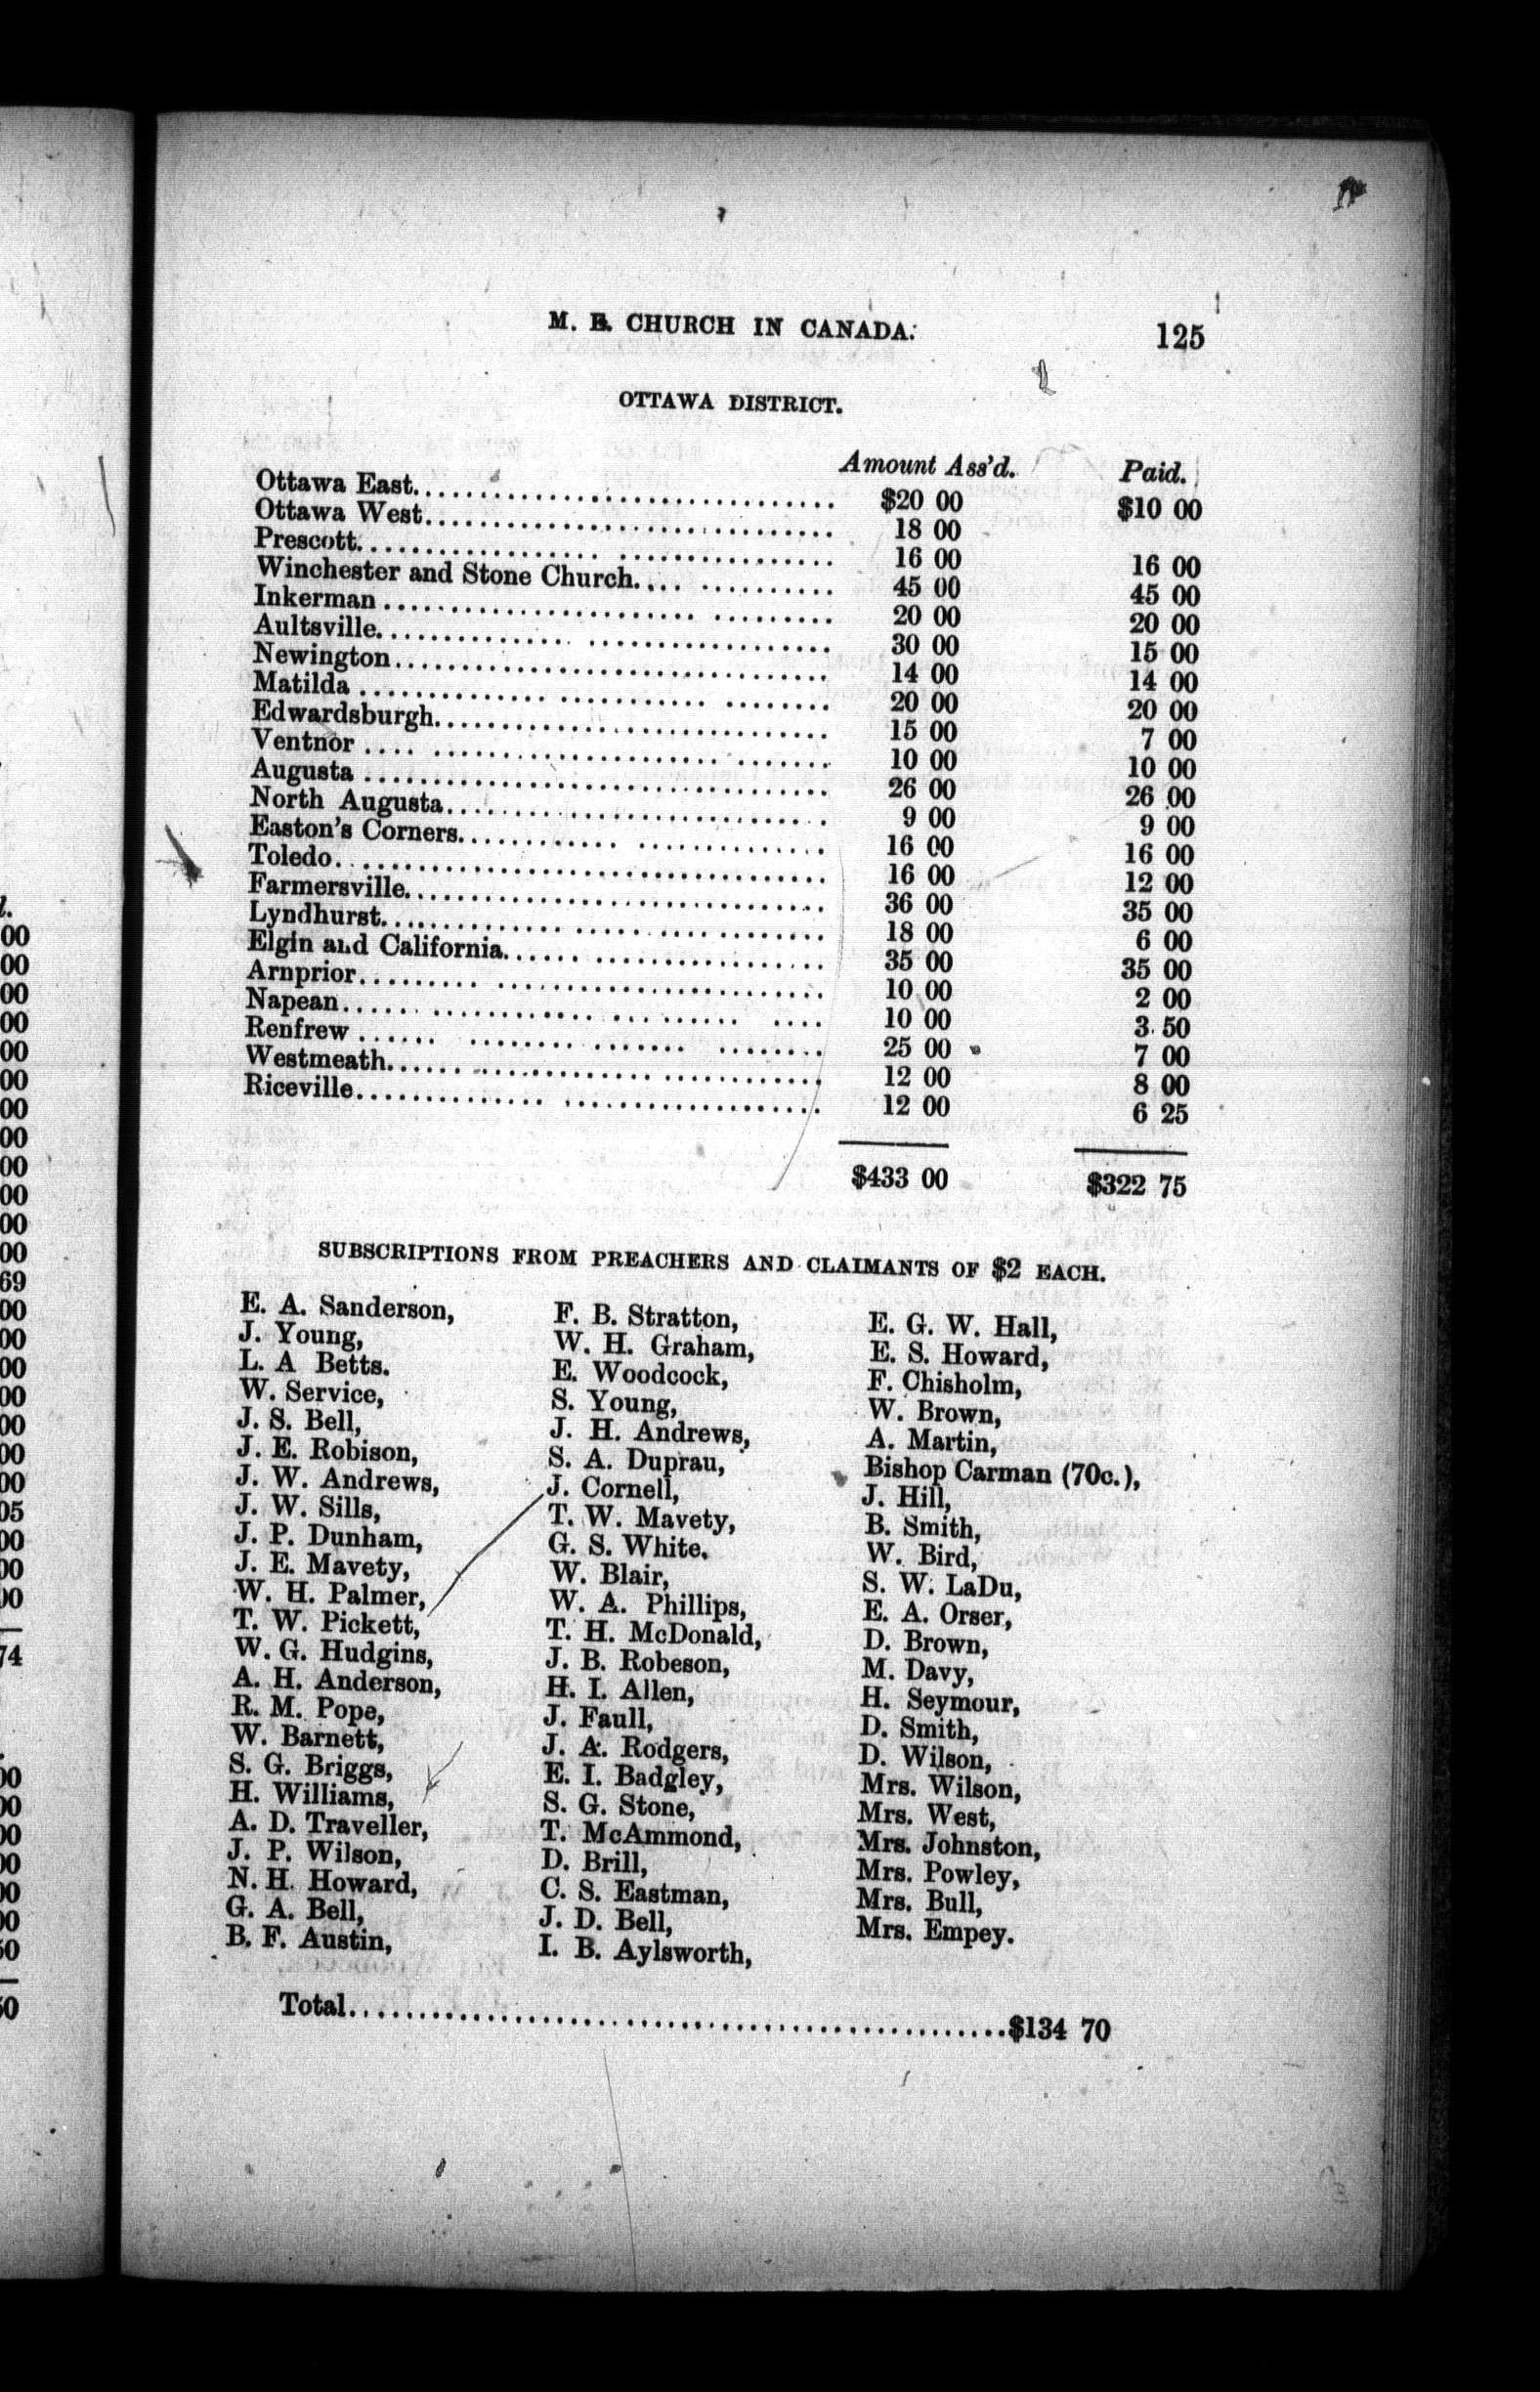 M. E. CHURCH IN CANADA. 125
OTTAWA DISTRICT.
Amount Ass'd. Paid.
Ottawa East $20 00 $10 00
Ottawa West 18 00
Prescott 16 00 16 00
Winchester and Stone Church 45 00 45 00
Inkerman 20 00 20 00
Aultsville 30 00 15 00
Newington 14 00 14 00
Matilda 20 00 20 00
Edwardsburgh 15 00 7 00
Ventnor 10 00 10 00
Augusta 26 00 26 00
North Augusta 9 00 9 00
Easton's Corners 16 00 16 00
Toledo 16 00 12 00
Farmersville 36 00 35 00
Lyndhurst 18 00 6 00
Elgin and California 35 00 35 00
Arnprior 10 00 2 00
Napean 10 00 3 50
Renfrew 25 00 7 00
Westmeath 12 00 8 00
Riceville 12 00 6 25
$433 00 $322 75
SUBSCRIPTIONS FROM PREACHERS AND CLAIMANTS OF $2 EACH.
E. A. Sanderson, F. B. Stratton, E. G. W. Hall,
J. Young, W. H. Graham, E. S. Howard,
L. A Betts. E. Woodcock, F. Chisholm,
W. Service, S. Young, W. Brown,
J. S. Bell, J. H. Andrews, A. Martin,
J. E. Robison, S. A. Duprau, Bishop Carman (70c.),
J. W. Andrews, J. Cornell, J. Hill,
J. W. Sills, T. W. Mavety, B. Smith,
J. P. Dunham, G. S. White. W. Bird,
J. E. Mavety, W. Blair, S. W. LaDu,
W. H. Palmer, W. A. Phillips, E. A. Orser,
T. W. Pickett, T. H. McDonald, D. Brown,
W. G. Hudgins, J. B. Robeson, M. Davy,
A. H. Anderson, H. I. Allen, H. Seymour,
R. M. Pope, J. Faull, D. Smith,
W. Barnett, J. A. Rodgers, D. Wilson,
S. G. Briggs, E. I. Badgley, Mrs. Wilson,
H. Williams, S. G. Stone, Mrs. West,
A. D. Traveller, T. McAmmond, Mrs. Johnston,
J. P. Wilson, D. Brill, Mrs. Powley,
N. H. Howard, C. S. Eastman, Mrs. Bull,
G. A. Bell, J. D. Bell, Mrs. Empey.
B. F. Austin, I. B. Aylsworth,
Total $134 70